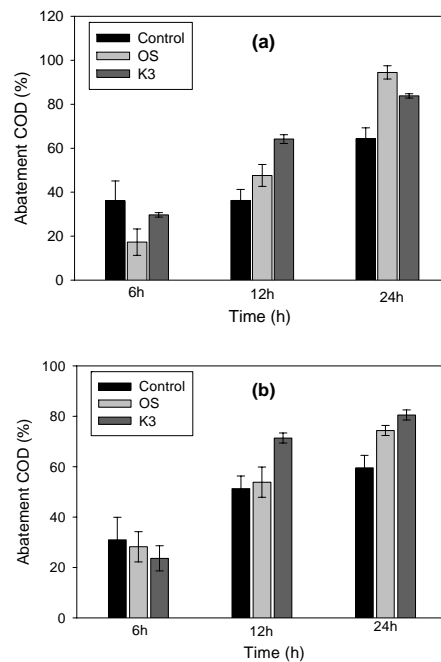 120
100
80
60
40
20
0
Abatement COD (%)
Control
OS
K3
(a)
6h
12h
24h
Time (h)
100
80
60
40
20
0
Abatement COD (%)
Control
OS
K3
(b)
6h
12h
24h
Time (h)